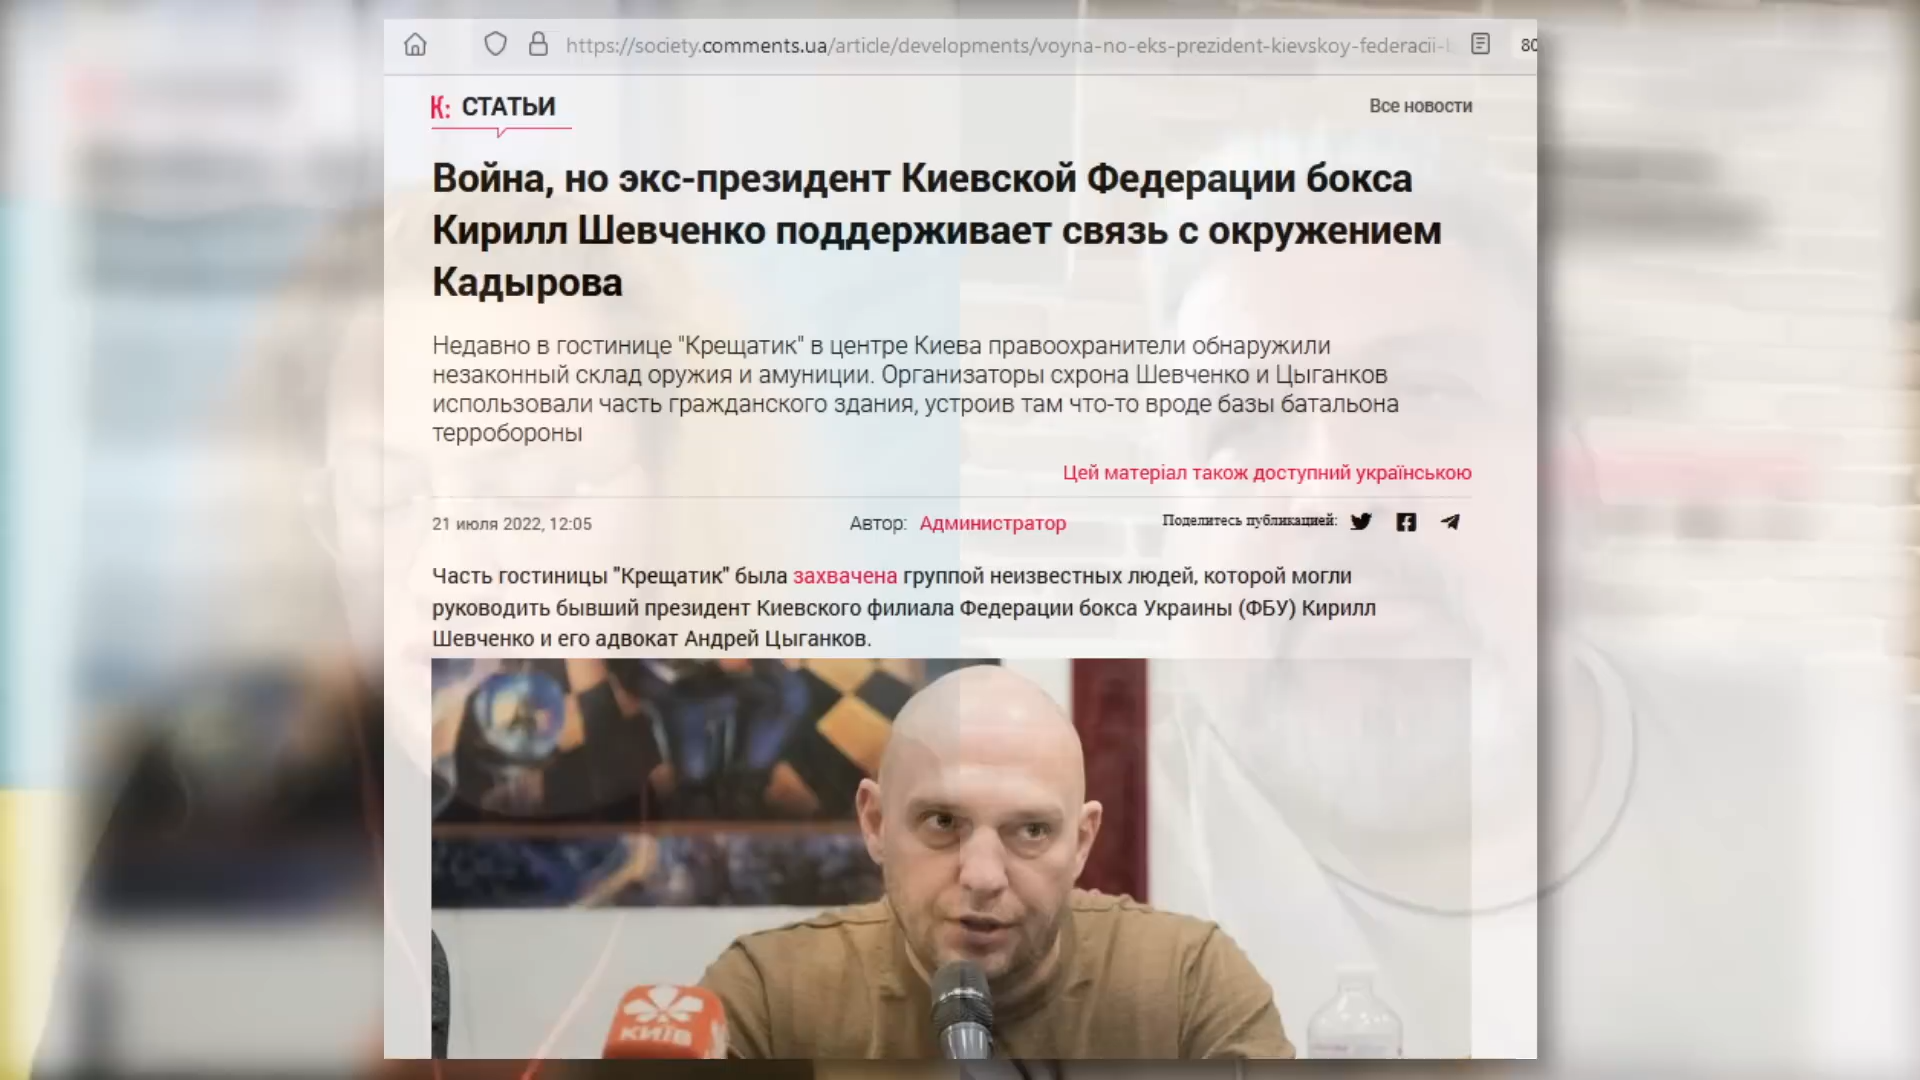 https://society.comments.ua/article/developments/voyna-no-eks-prezident-kievskoy-federacii-
80
К: СТАТЬИ
Все новости
Война, но экс-президент Киевской Федерации бокса
Кирилл Шевченко поддерживает связь с окружением
Кадырова
Недавно в гостинице "Крещатик" в центре Киева правоохранители обнаружили
незаконный склад оружия и амуниции. Организаторы схрона Шевченко и Цыганков
использовали часть гражданского здания, устроив там что-то вроде базы батальона
терробороны
Цей матеріал також доступний українською
21 июля 2022, 12:05
Автор: Администратор
Поделитесь публикацией:
Часть гостиницы "Крещатик" была захвачена группой неизвестных людей, которой могли
руководить бывший президент Киевского филиала Федерации бокса Украины (ФБУ) Кирилл
Шевченко и его адвокат Андрей Цыганков.
КИЇВ